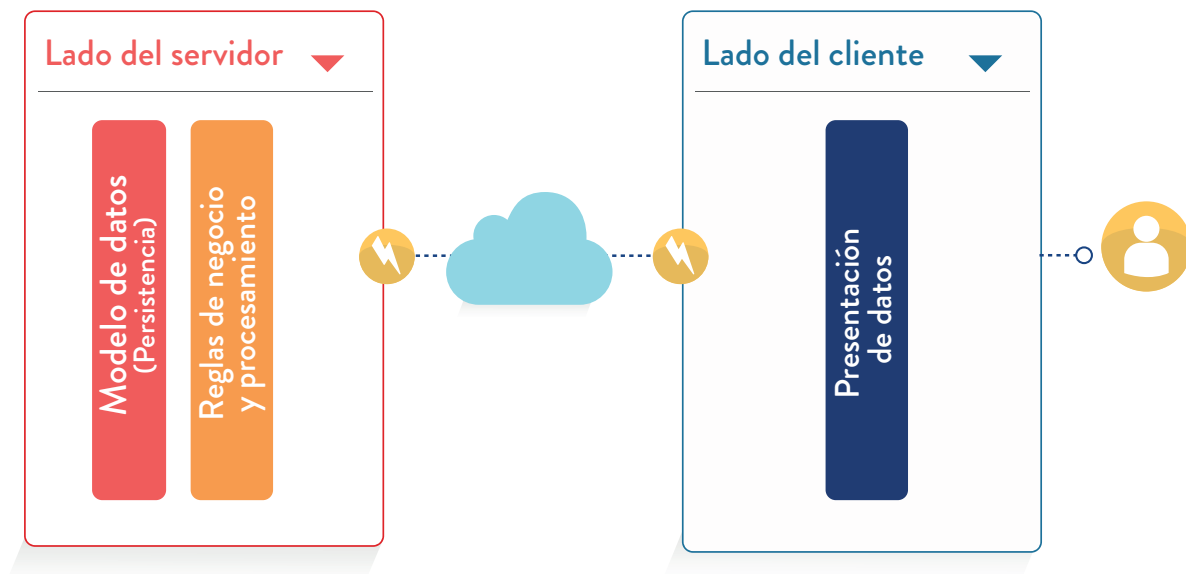 Lado del servidor
Modelo de datos
(Persistencia)
Reglas de negocio
y procesamiento
Lado del cliente
Presentación
de datos